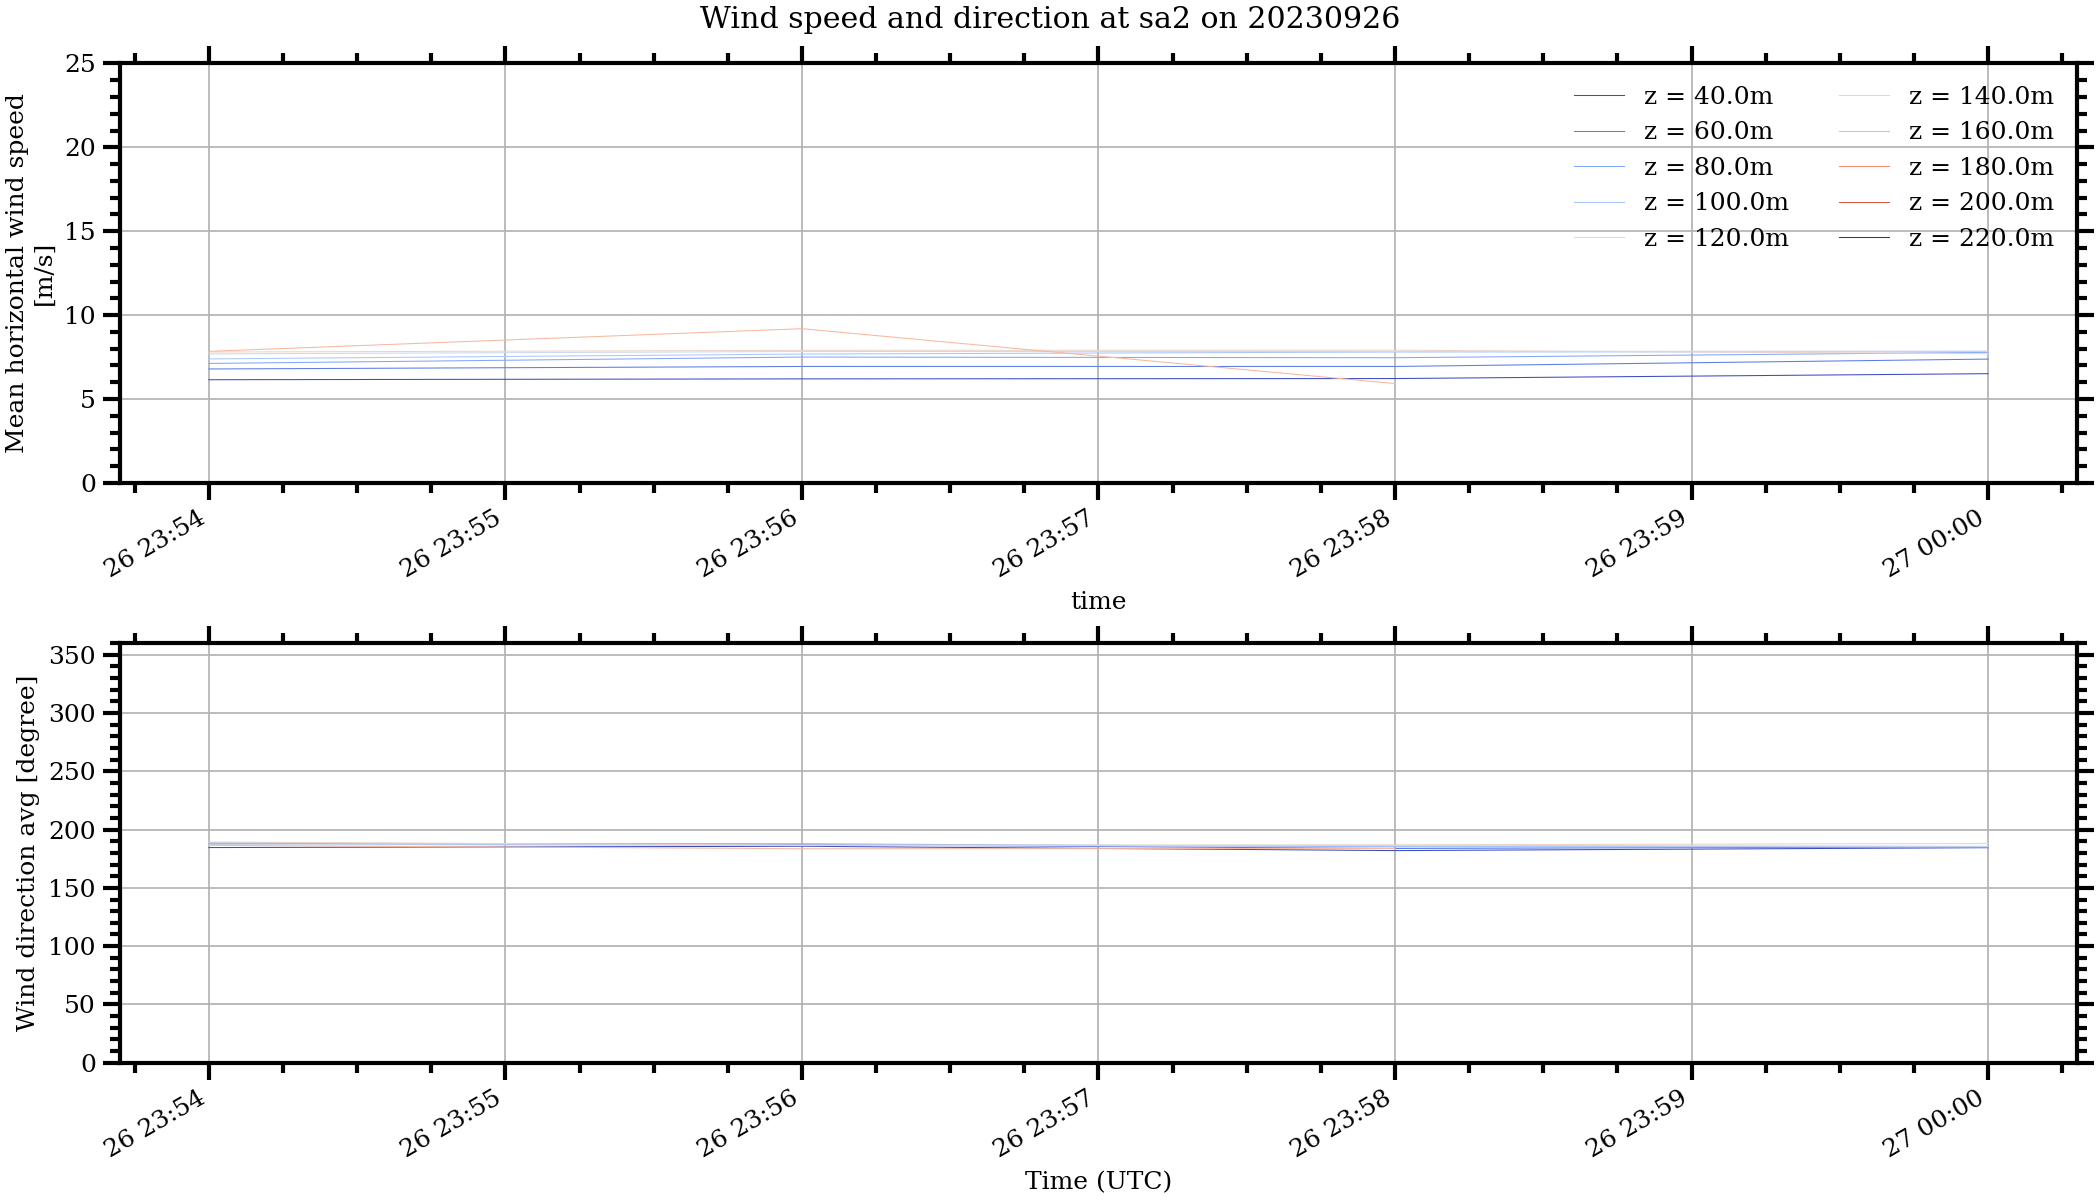 Wind speed and direction at sa2 on 20230926
Mean horizontal wind speed
[m/s]
25
20
15
10
5
0
z = 40.0m
z = 60.0m
z = 80.0m
z = 100.0m
z = 120.0m
z = 140.0m
z = 160.0m
z = 180.0m
z = 200.0m
z = 220.0m
26 23:54
26 23:55
26 23:56
26 23:57
26 23:58
26 23:59
27 00:00
time
Wind direction avg [degree]
350
300
250
200
150
100
50
0
26 23:54
26 23:55
26 23:56
26 23:57
26 23:58
26 23:59
27 00:00
Time (UTC)